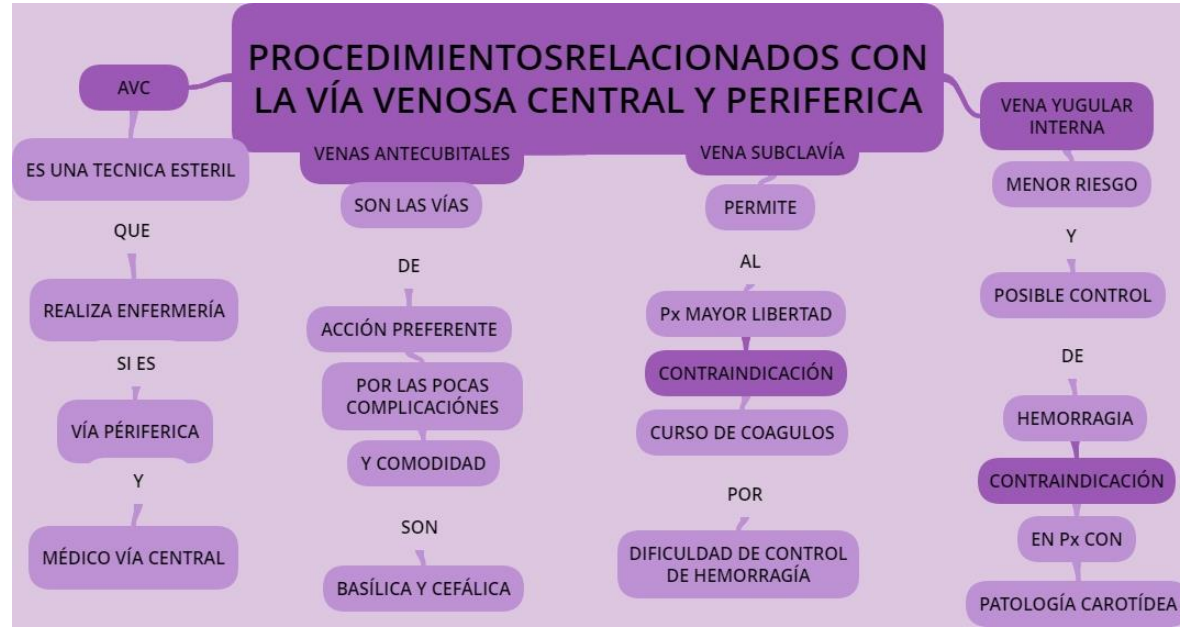 PROCEDIMIENTOSRELACIONADOS CON
LA VÍA VENOSA CENTRAL Y PERIFERICA
AVC
ES UNA TECNICA ESTERIL
QUE
REALIZA ENFERMERÍA
SI ES
VÍA PÉRIFERICA
Y
MÉDICO VÍA CENTRAL
VENAS ANTECUBITALES
SON LAS VÍAS
DE
ACCIÓN PREFERENTE
POR LAS POCAS
COMPLICACIÓNES
Y COMODIDAD
SON
BASÍLICA Y CEFÁLICA
VENA SUBCLAVÍA
PERMITE
AL
Px MAYOR LIBERTAD
CONTRAINDICACIÓN
CURSO DE COAGULOS
POR
DIFICULDAD DE CONTROL
DE HEMORRAGÍA
VENA YUGULAR
INTERNA
MENOR RIESGO
Y
POSIBLE CONTROL
DE
HEMORRAGIA
CONTRAINDICACIÓN
EN Px CON
PATOLOGÍA CAROTÍDEA